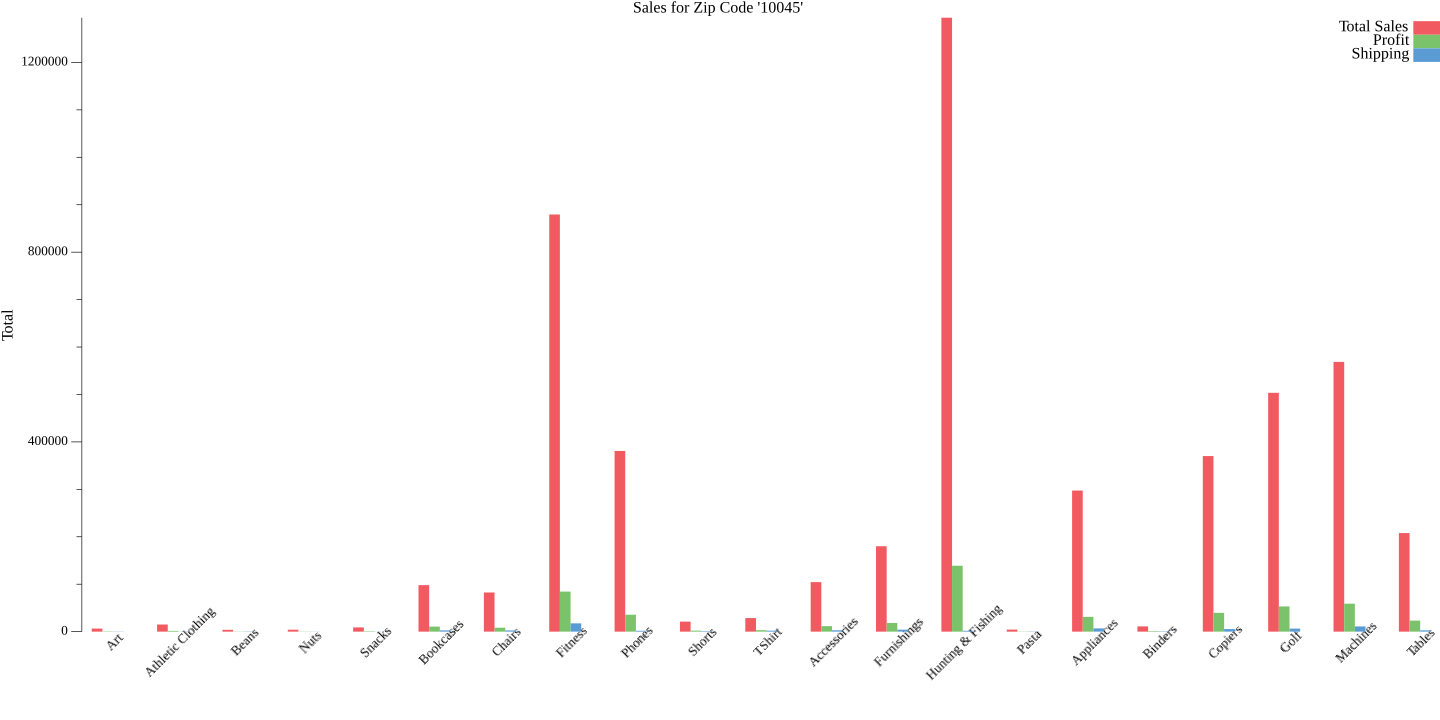 Sales for Zip Code '10045'
Total Sales
Profit
Shipping
1200000
800000
400000
0
Total
Art
Athletic Clothing
Beans
Nuts
Snacks
Bookcases
Chairs
Fitness
Phones
Shorts
TShirt
Accessories
Furnishings
Hunting & Fishing
Pasta
Appliances
Binders
Copiers
Golf
Machines
Tables